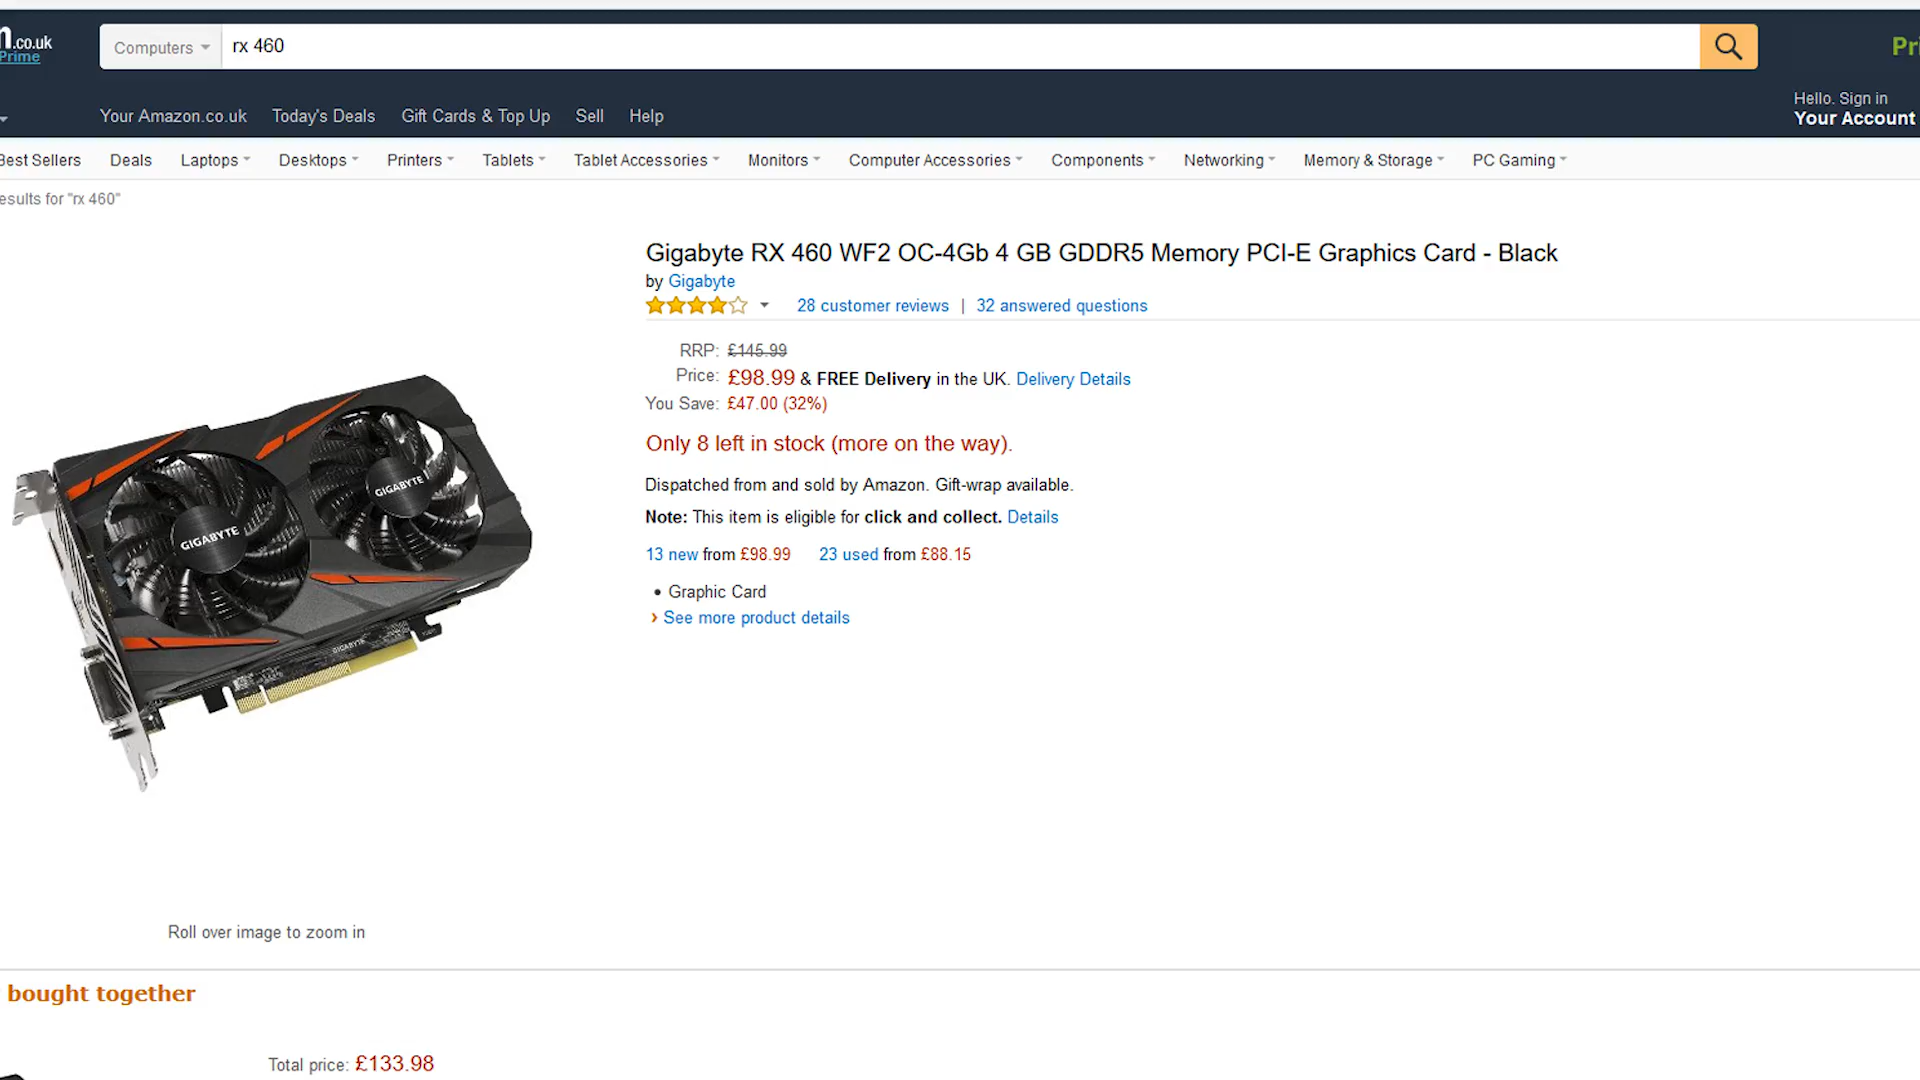 n.co.uk
Prime
Computers
rx 460
Pri
Your Amazon.co.uk Today's Deals Gift Cards & Top Up Sell Help
Hello. Sign in
Your Account
Best Sellers Deals Laptops Desktops Printers Tablets Tablet Accessories Monitors Computer Accessories Components Networking Memory & Storage PC Gaming
esults for "rx 460"
Gigabyte RX 460 WF2 OC-4Gb 4 GB GDDR5 Memory PCI-E Graphics Card - Black
by Gigabyte
28 customer reviews | 32 answered questions
RRP: £145.99
Price: £98.99 & FREE Delivery in the UK. Delivery Details
You Save: £47.00 (32%)
Only 8 left in stock (more on the way).
Dispatched from and sold by Amazon. Gift-wrap available.
Note: This item is eligible for click and collect. Details
13 new from £98.99 23 used from £88.15
• Graphic Card
› See more product details
GIGABYTE
GIGABYTE
GIGABYTE
Roll over image to zoom in
bought together
Total price: £133.98